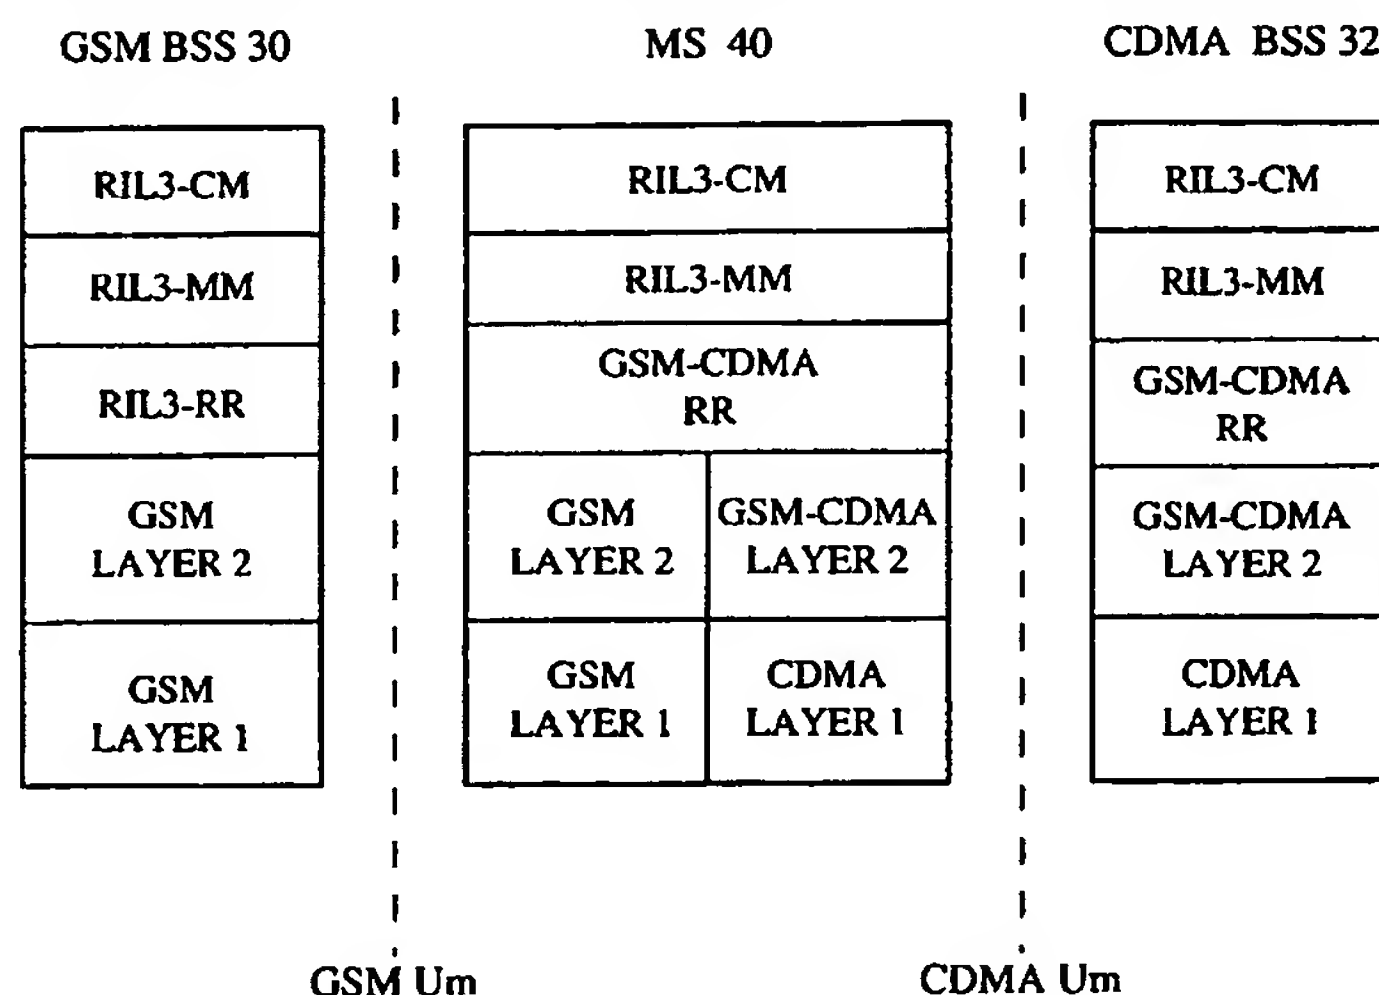 GSM BSS 30
MS 40
CDMA BSS 32
RIL3-CM
RIL3-MM
RIL3-RR
GSM
LAYER 2
GSM
LAYER 1
RIL3-CM
RIL3-MM
GSM-CDMA
RR
GSM
LAYER 2
GSM-CDMA
LAYER 2
GSM
LAYER 1
CDMA
LAYER 1
RIL3-CM
RIL3-MM
GSM-CDMA
RR
GSM-CDMA
LAYER 2
CDMA
LAYER 1
GSM Um
CDMA Um